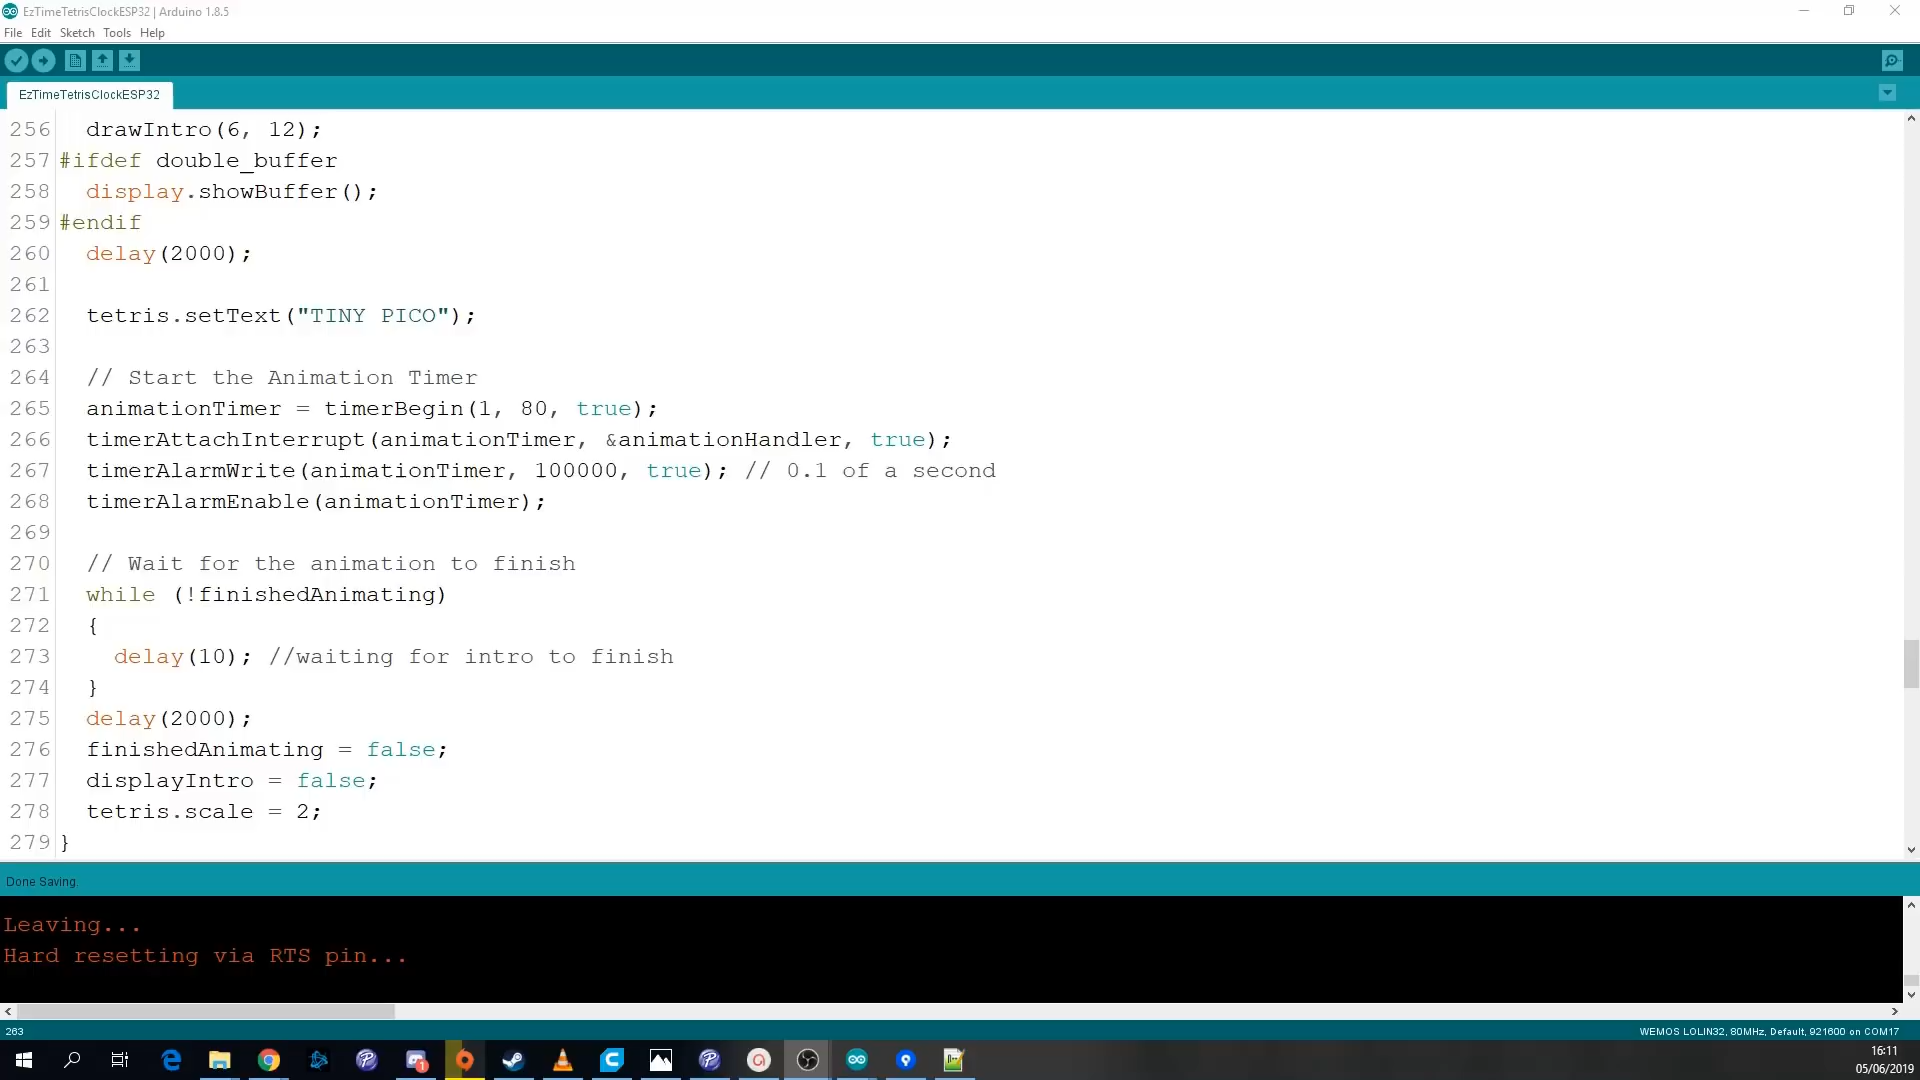 EzTimeTetrisClockESP32 | Arduino 1.8.5
File Edit Sketch Tools Help
EzTimeTetrisClockESP32
256 drawIntro(6, 12);
257 #ifdef double_buffer
258 display.showBuffer();
259 #endif
260 delay(2000);
261
262 tetris.setText("TINY PICO");
263
264 // Start the Animation Timer
265 animationTimer = timerBegin(1, 80, true);
266 timerAttachInterrupt(animationTimer, &animationHandler, true);
267 timerAlarmWrite(animationTimer, 100000, true); // 0.1 of a second
268 timerAlarmEnable(animationTimer);
269
270 // Wait for the animation to finish
271 while (!finishedAnimating)
272 {
273 delay(10); //waiting for intro to finish
274 }
275 delay(2000);
276 finishedAnimating = false;
277 displayIntro = false;
278 tetris.scale = 2;
279 }
Done Saving.
Leaving...
Hard resetting via RTS pin...
263 WEMOS LOLIN32, 80MHz, Default, 921600 on COM17
16:11
05/06/2019